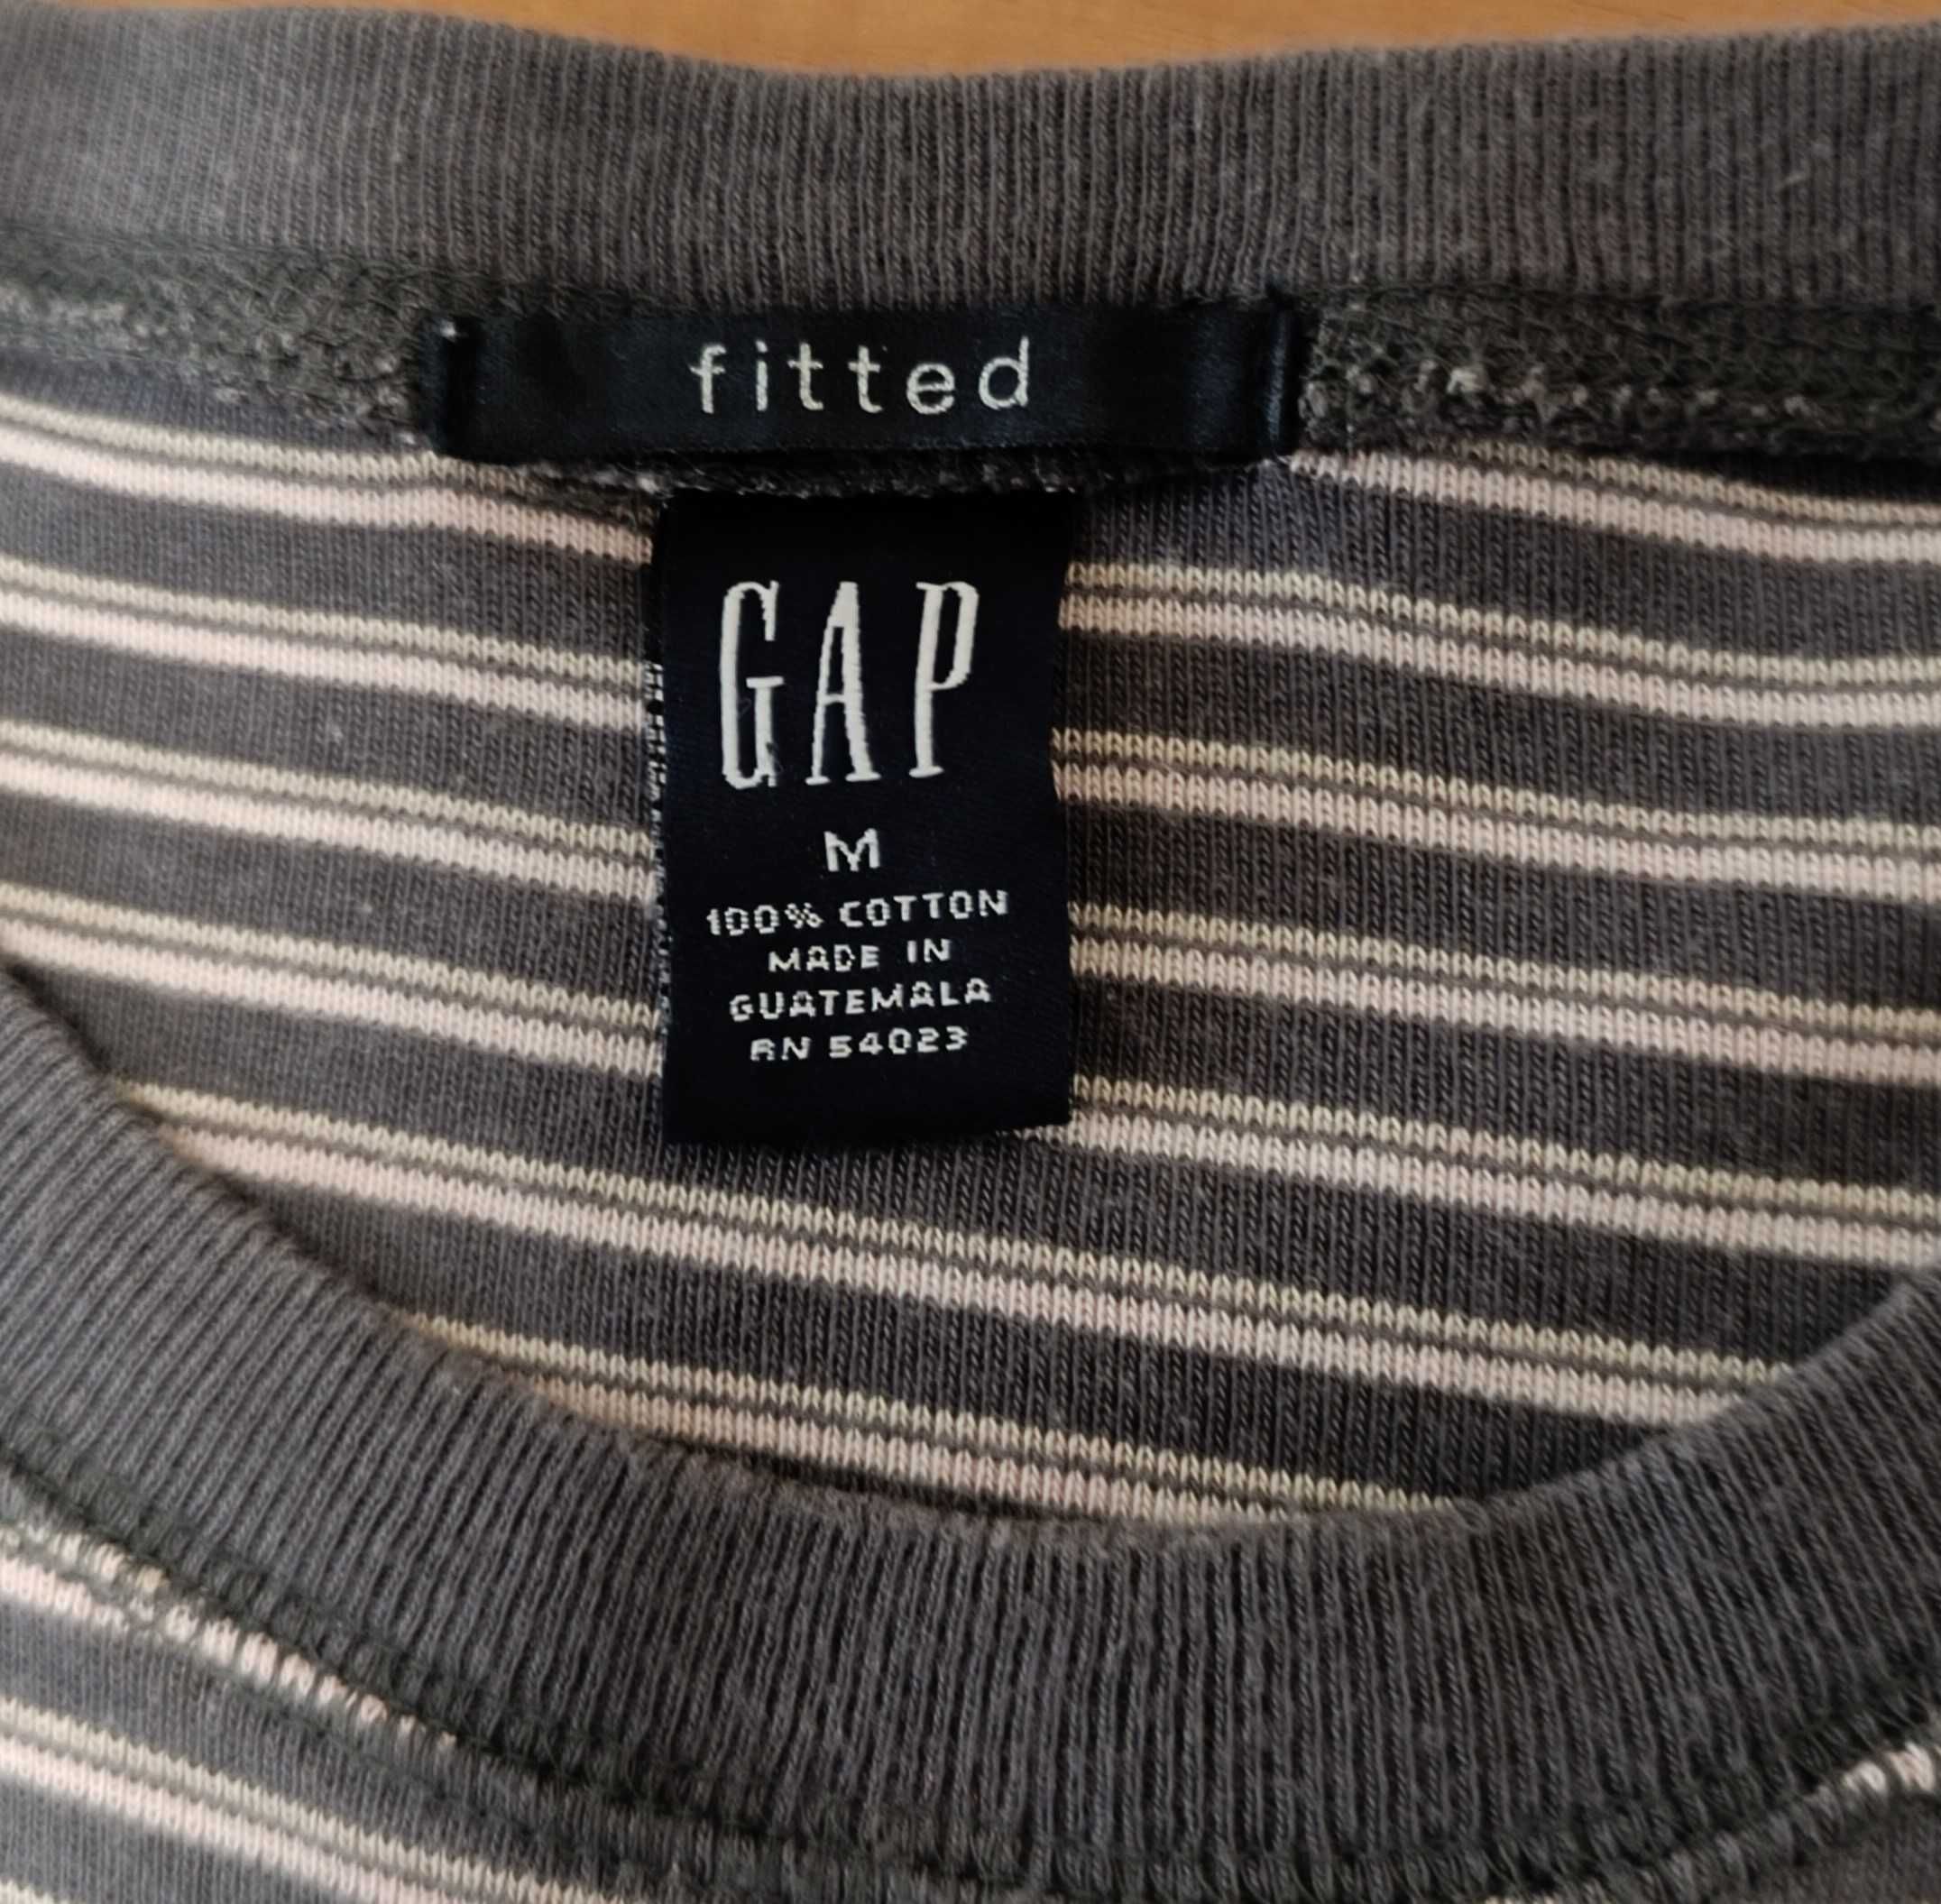 fitted
GAP
M
100% COTTON
MADE IN
GUATEMALA
RN 54023